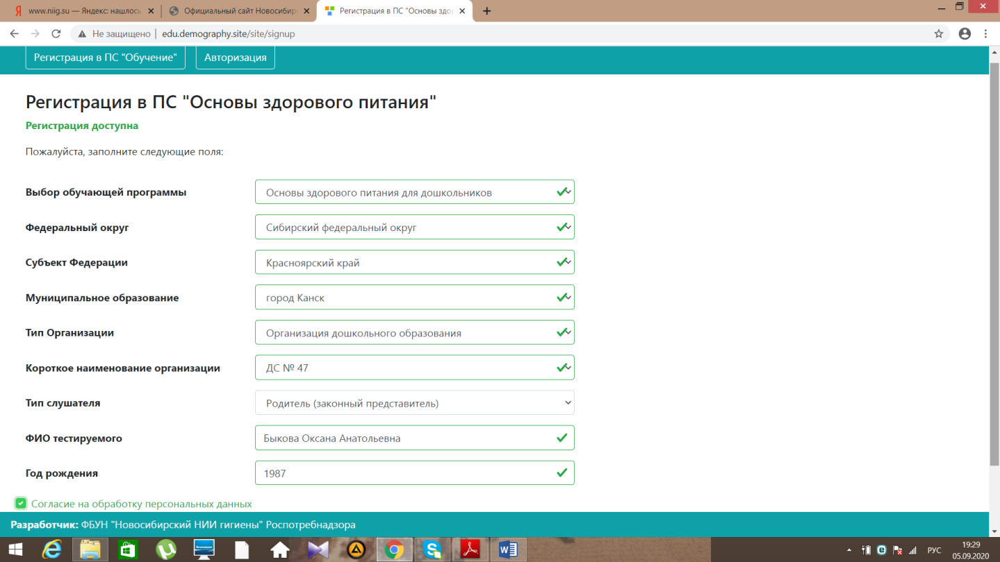 www.niig.su — Яндекс: нашлось
Официальный сайт Новосибирс
Регистрация в ПС "Основы здо
Не защищено | edu.demography.site/site/signup
Регистрация в ПС "Обучение"
Авторизация
Регистрация в ПС "Основы здорового питания"
Регистрация доступна
Пожалуйста, заполните следующие поля:
Выбор обучающей программы
Основы здорового питания для дошкольников
Федеральный округ
Сибирский федеральный округ
Субъект Федерации
Красноярский край
Муниципальное образование
город Канск
Тип Организации
Организация дошкольного образования
Короткое наименование организации
ДС № 47
Тип слушателя
Родитель (законный представитель)
ФИО тестируемого
Быкова Оксана Анатольевна
Год рождения
1987
Согласие на обработку персональных данных
Разработчик: ФБУН "Новосибирский НИИ гигиены" Роспотребнадзора
РУС
19:29
05.09.2020